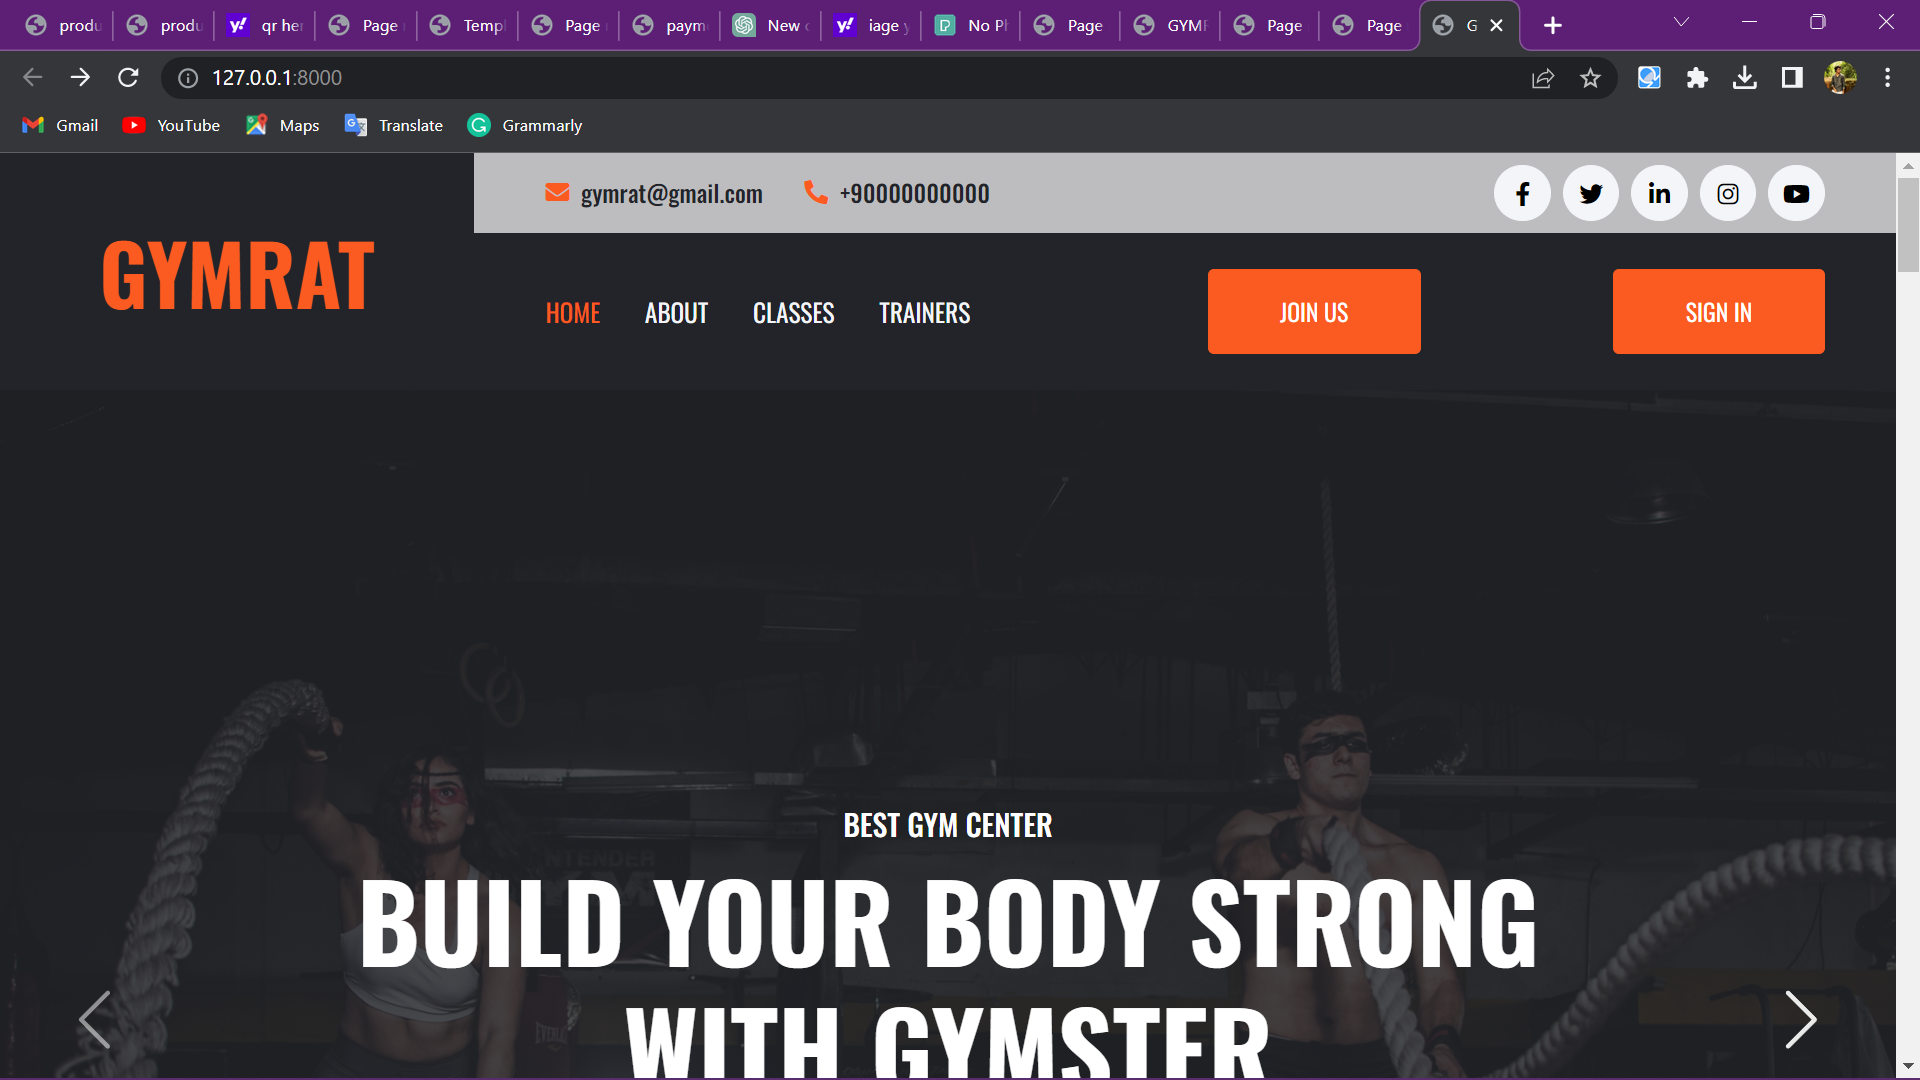 produ produ qr her Page Templ Page paym New c iage y No Ph Page GYMR Page Page G
127.0.0.1:8000
Gmail YouTube Maps Translate Grammarly
gymrat@gmail.com +90000000000
GYMRAT
HOME ABOUT CLASSES TRAINERS JOIN US SIGN IN
BEST GYM CENTER
BUILD YOUR BODY STRONG
WITH GYMSTER